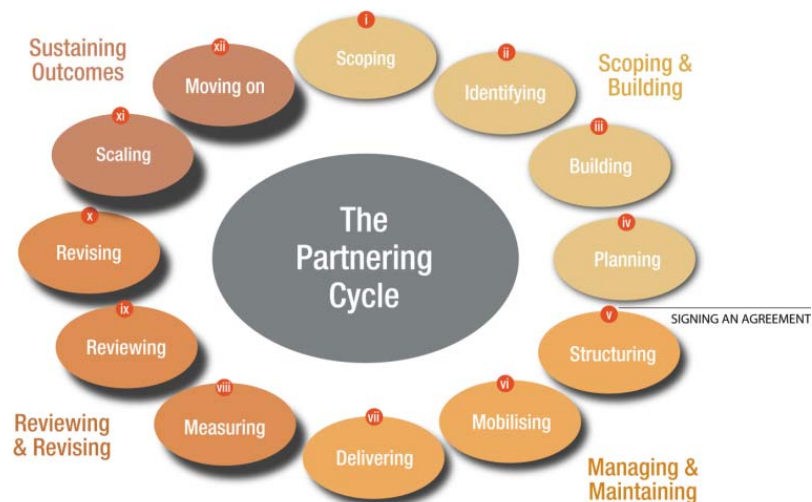 The
Partnering
Cycle
Scoping &
Building
i
Scoping
ii
Identifying
iii
Building
iv
Planning
SIGNING AN AGREEMENT
Managing &
Maintaining
v
Structuring
vi
Mobilising
vii
Delivering
Reviewing
& Revising
viii
Measuring
ix
Reviewing
x
Revising
Sustaining
Outcomes
xi
Scaling
xii
Moving on